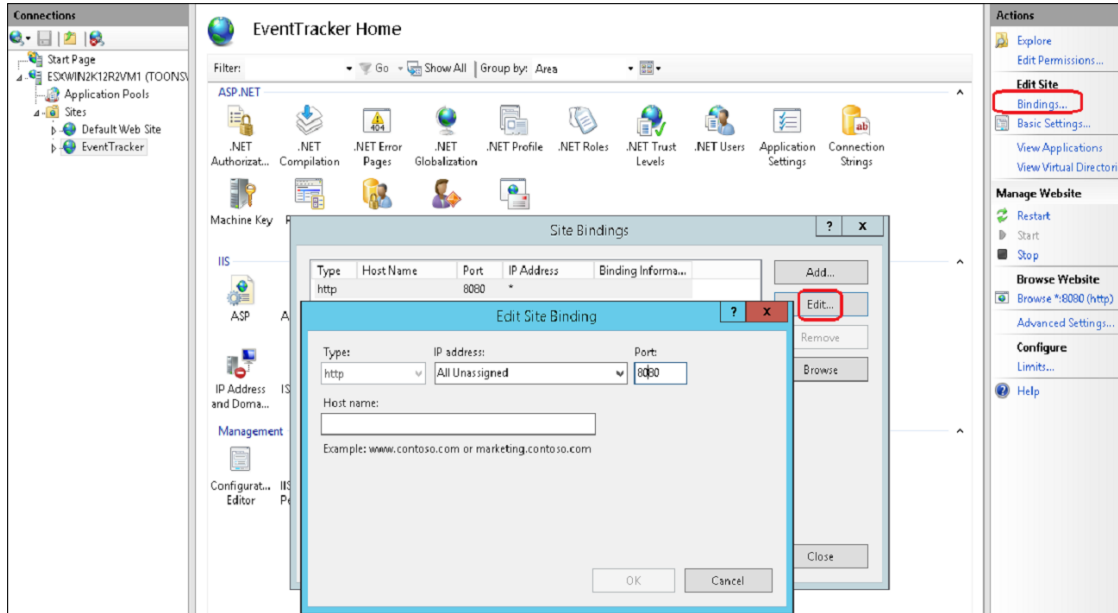 Connections
Start Page
ESXWIN2K12R2VM1 (TOONSV
Application Pools
Sites
Default Web Site
EventTracker
EventTracker Home
Filter: Go Show All Group by: Area
ASP.NET
.NET Authorizat...
.NET Compilation
.NET Error Pages
.NET Globalization
.NET Profile
.NET Roles
.NET Trust Levels
.NET Users
Application Settings
Connection Strings
404
ab
Machine Key
IIS
ASP
A
IP Address and Doma...
IS
Management
Configurat... Editor
IIS
Pe
Site Bindings
? x
Type Host Name Port IP Address Binding Informa...
http 8080 *
Add...
Edit...
Remove
Browse
Close
Edit Site Binding
? x
Type: IP address: Port:
http All Unassigned 8080
Host name:
Example: www.contoso.com or marketing.contoso.com
OK Cancel
Actions
Explore
Edit Permissions...
Edit Site
Bindings...
Basic Settings...
View Applications
View Virtual Directori
Manage Website
Restart
Start
Stop
Browse Website
Browse *:8080 (http)
Advanced Settings...
Configure
Limits...
Help